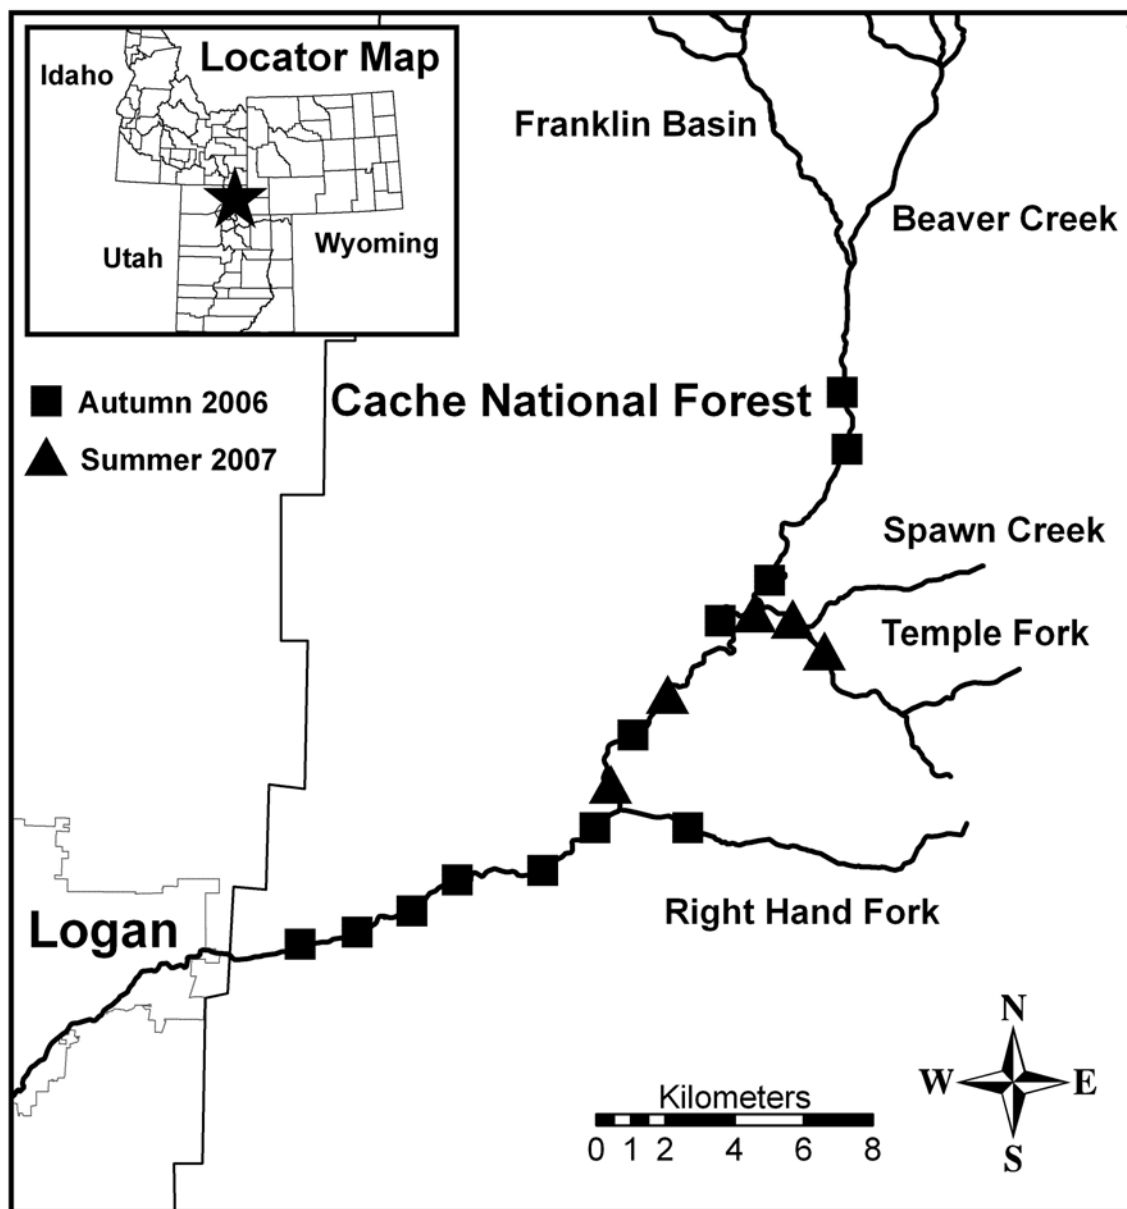 Locator Map
Idaho
Utah
Wyoming
Franklin Basin
Beaver Creek
Autumn 2006
Summer 2007
Cache National Forest
Spawn Creek
Temple Fork
Right Hand Fork
Logan
N
W E
S
Kilometers
0 1 2 4 6 8